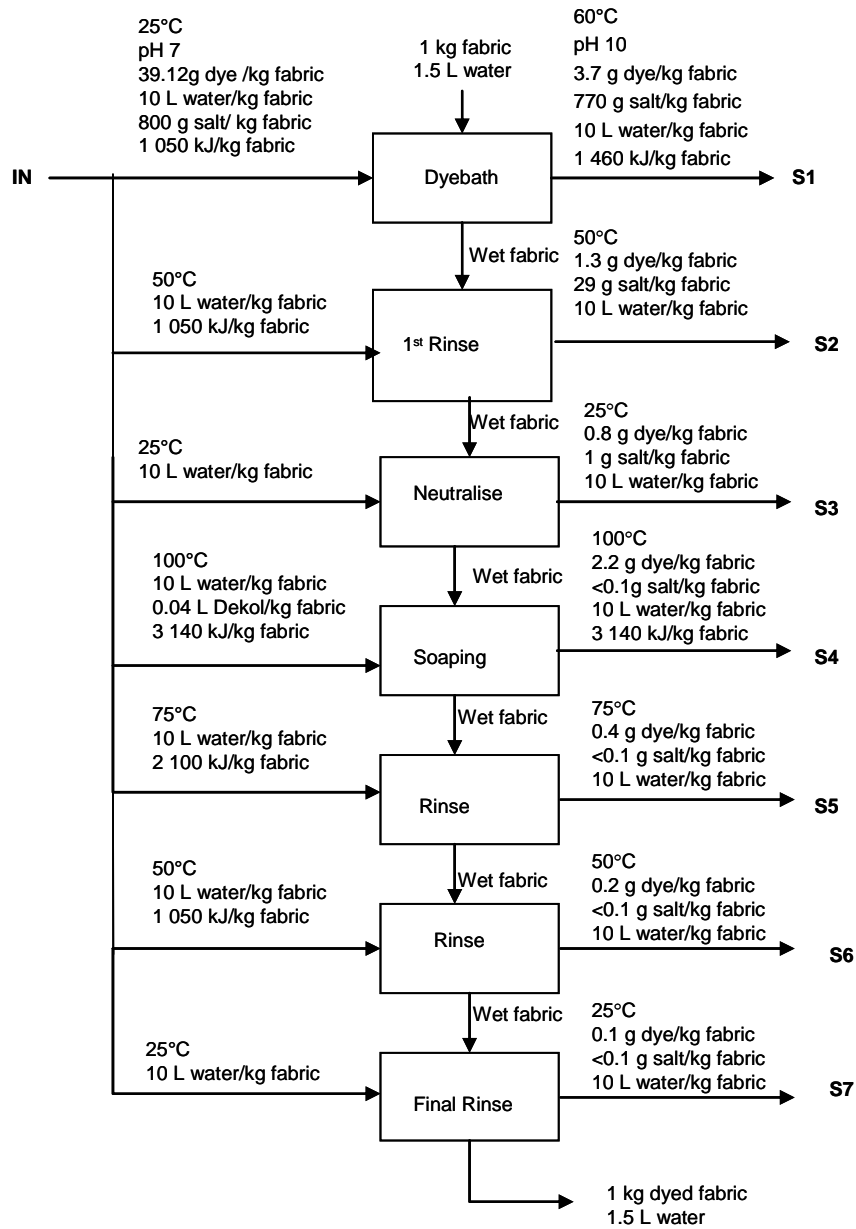 25°C
pH 7
39.12g dye /kg fabric
10 L water/kg fabric
800 g salt/ kg fabric
1 050 kJ/kg fabric
1 kg fabric
1.5 L water
60°C
pH 10
3.7 g dye/kg fabric
770 g salt/kg fabric
10 L water/kg fabric
1 460 kJ/kg fabric
IN
Dyebath
S1
Wet fabric
50°C
10 L water/kg fabric
1 050 kJ/kg fabric
50°C
1.3 g dye/kg fabric
29 g salt/kg fabric
10 L water/kg fabric
1st Rinse
S2
Wet fabric
25°C
10 L water/kg fabric
25°C
0.8 g dye/kg fabric
1 g salt/kg fabric
10 L water/kg fabric
Neutralise
S3
Wet fabric
100°C
10 L water/kg fabric
0.04 L Dekol/kg fabric
3 140 kJ/kg fabric
100°C
2.2 g dye/kg fabric
<0.1g salt/kg fabric
10 L water/kg fabric
3 140 kJ/kg fabric
Soaping
S4
Wet fabric
75°C
10 L water/kg fabric
2 100 kJ/kg fabric
75°C
0.4 g dye/kg fabric
<0.1 g salt/kg fabric
10 L water/kg fabric
Rinse
S5
Wet fabric
50°C
10 L water/kg fabric
1 050 kJ/kg fabric
50°C
0.2 g dye/kg fabric
<0.1 g salt/kg fabric
10 L water/kg fabric
Rinse
S6
Wet fabric
25°C
10 L water/kg fabric
25°C
0.1 g dye/kg fabric
<0.1 g salt/kg fabric
10 L water/kg fabric
Final Rinse
S7
1 kg dyed fabric
1.5 L water